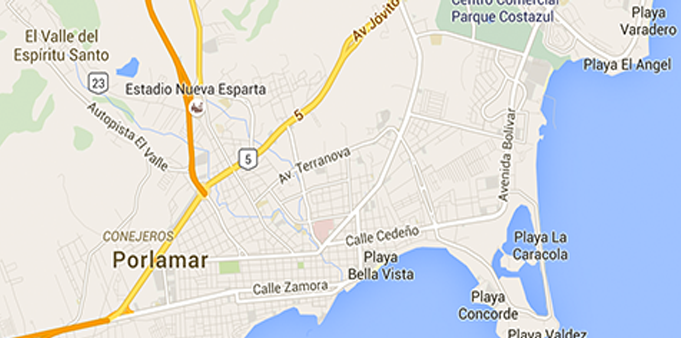 Centro Comercial
Parque Costazul
Playa
Varadero
Playa El Angel
El Valle del
Espíritu Santo
23
Estadio Nueva Esparta
Av. Jóvito
5
Autopista El Valle
5
Av. Terranova
Avenida Bolívar
CONEJEROS
Porlamar
Calle Cedeño
Playa
Bella Vista
Playa La
Caracola
Calle Zamora
Playa
Concorde
Playa Valdez